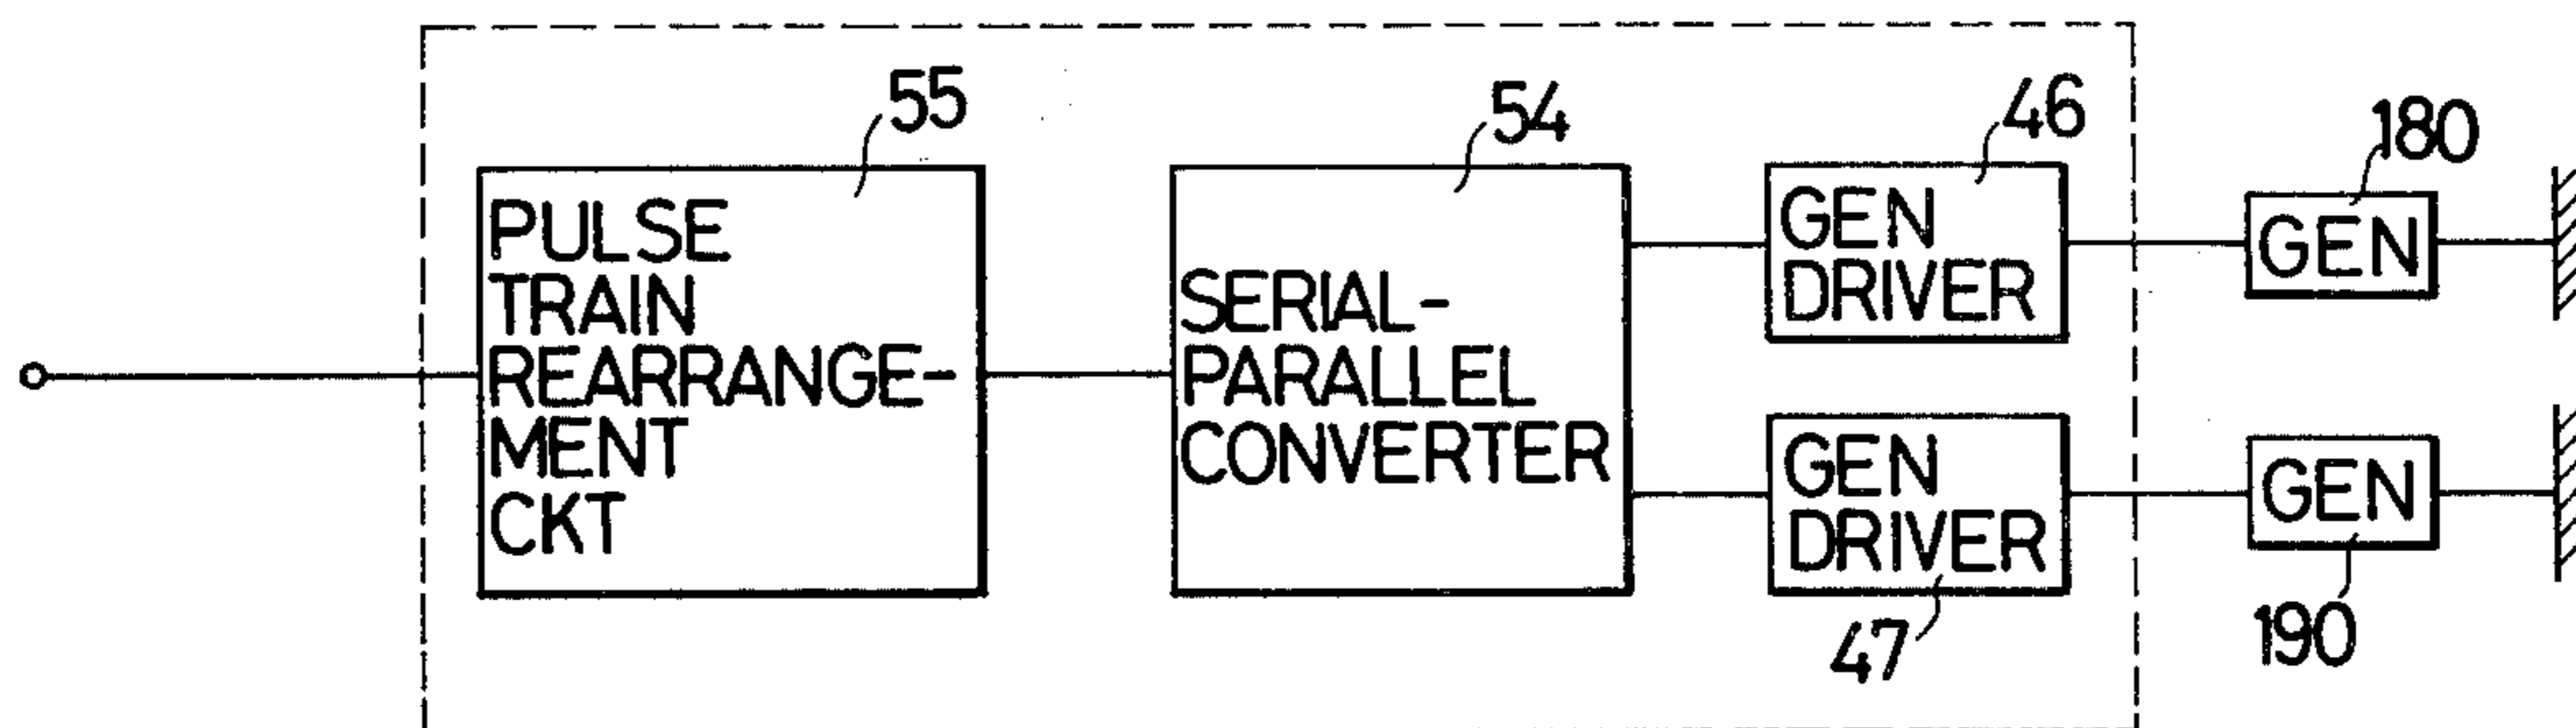 55
PULSE
TRAIN
REARRANGE-
MENT
CKT
54
SERIAL-
PARALLEL
CONVERTER
46
GEN
DRIVER
180
GEN
GEN
DRIVER
47
GEN
190